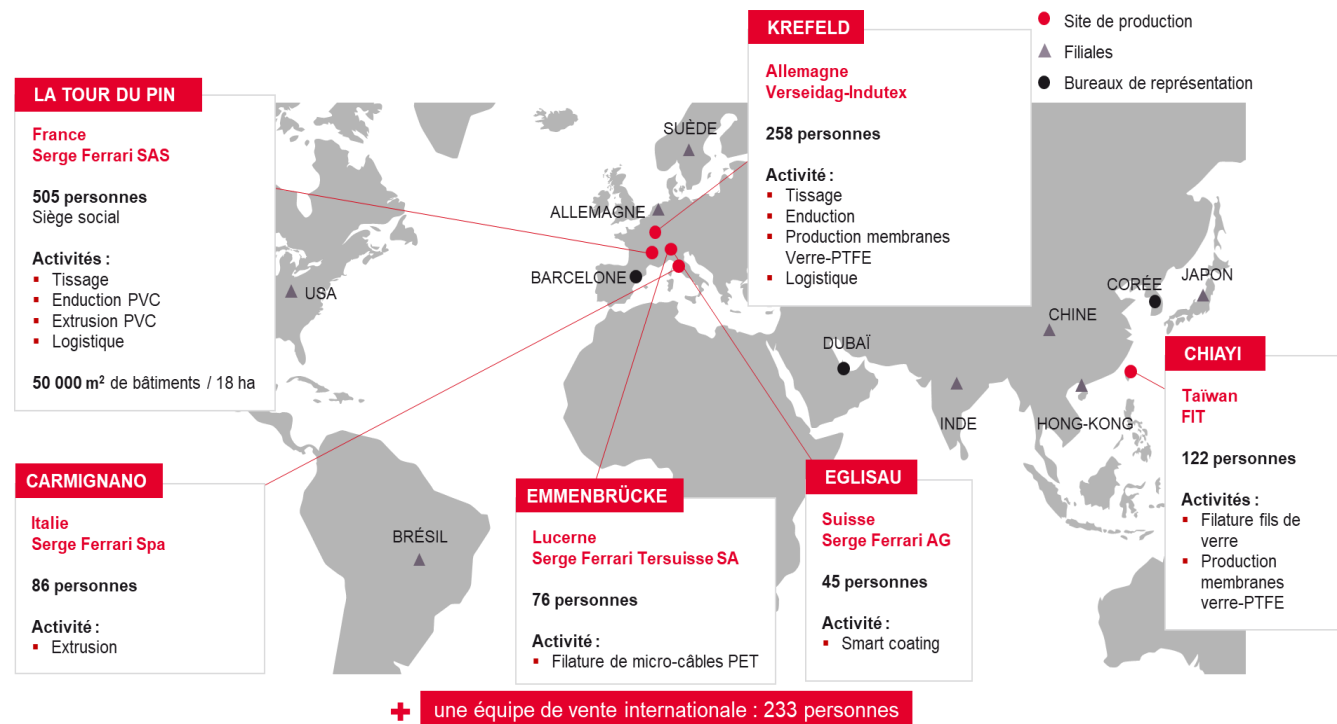 LA TOUR DU PIN
France
Serge Ferrari SAS
505 personnes
Siège social
Activités :
▪ Tissage
▪ Enduction PVC
▪ Extrusion PVC
▪ Logistique
50 000 m² de bâtiments / 18 ha
KREFELD
Allemagne
Verseidag-Indutex
258 personnes
Activité :
▪ Tissage
▪ Enduction
▪ Production membranes
Verre-PTFE
▪ Logistique
Site de production
Filiales
Bureaux de représentation
SUÈDE
ALLEMAGNE
BARCELONE
USA
DUBAÏ
CORÉE
JAPON
CHINE
INDE
HONG-KONG
BRÉSIL
CHIAYI
Taïwan
FIT
122 personnes
Activités :
▪ Filature fils de
verre
▪ Production
membranes
verre-PTFE
CARMIGNANO
Italie
Serge Ferrari Spa
86 personnes
Activité :
▪ Extrusion
EMMENBRÜCKE
Lucerne
Serge Ferrari Tersuisse SA
76 personnes
Activité :
▪ Filature de micro-câbles PET
EGLISAU
Suisse
Serge Ferrari AG
45 personnes
Activité :
▪ Smart coating
+ une équipe de vente internationale : 233 personnes